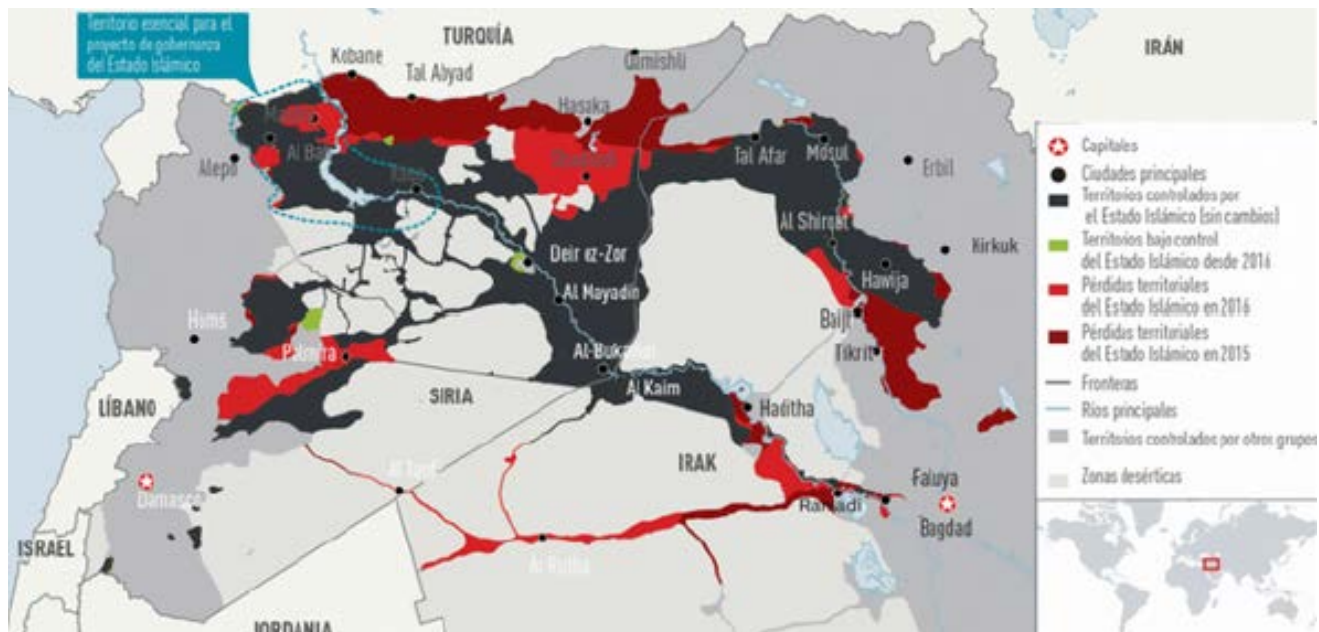 Territorio esencial para el
proyecto de gobernanza
del Estado Islámico
TURQUÍA
IRÁN
Kobane
Tal Abyad
Qamishli
Hasaka
Alepo
Al Bab
Tal Afar
Mosul
Erbil
Al Shirqat
Kirkuk
Hawija
Deir ez-Zor
Al Mayadin
Baiji
Tikrit
Homs
Palmira
Al-Bukamal
Al Kaim
SIRIA
LÍBANO
Haditha
IRAK
Damasco
Ramadi
Faluya
Bagdad
ISRAEL
Al Rutba
JORDANIA
Capitales
Ciudades principales
Territorios controlados por
el Estado Islámico (sin cambios)
Territorios bajo control
del Estado Islámico desde 2016
Pérdidas territoriales
del Estado Islámico en 2016
Pérdidas territoriales
del Estado Islámico en 2015
Fronteras
Ríos principales
Territorios controlados por otros grupos
Zonas desérticas